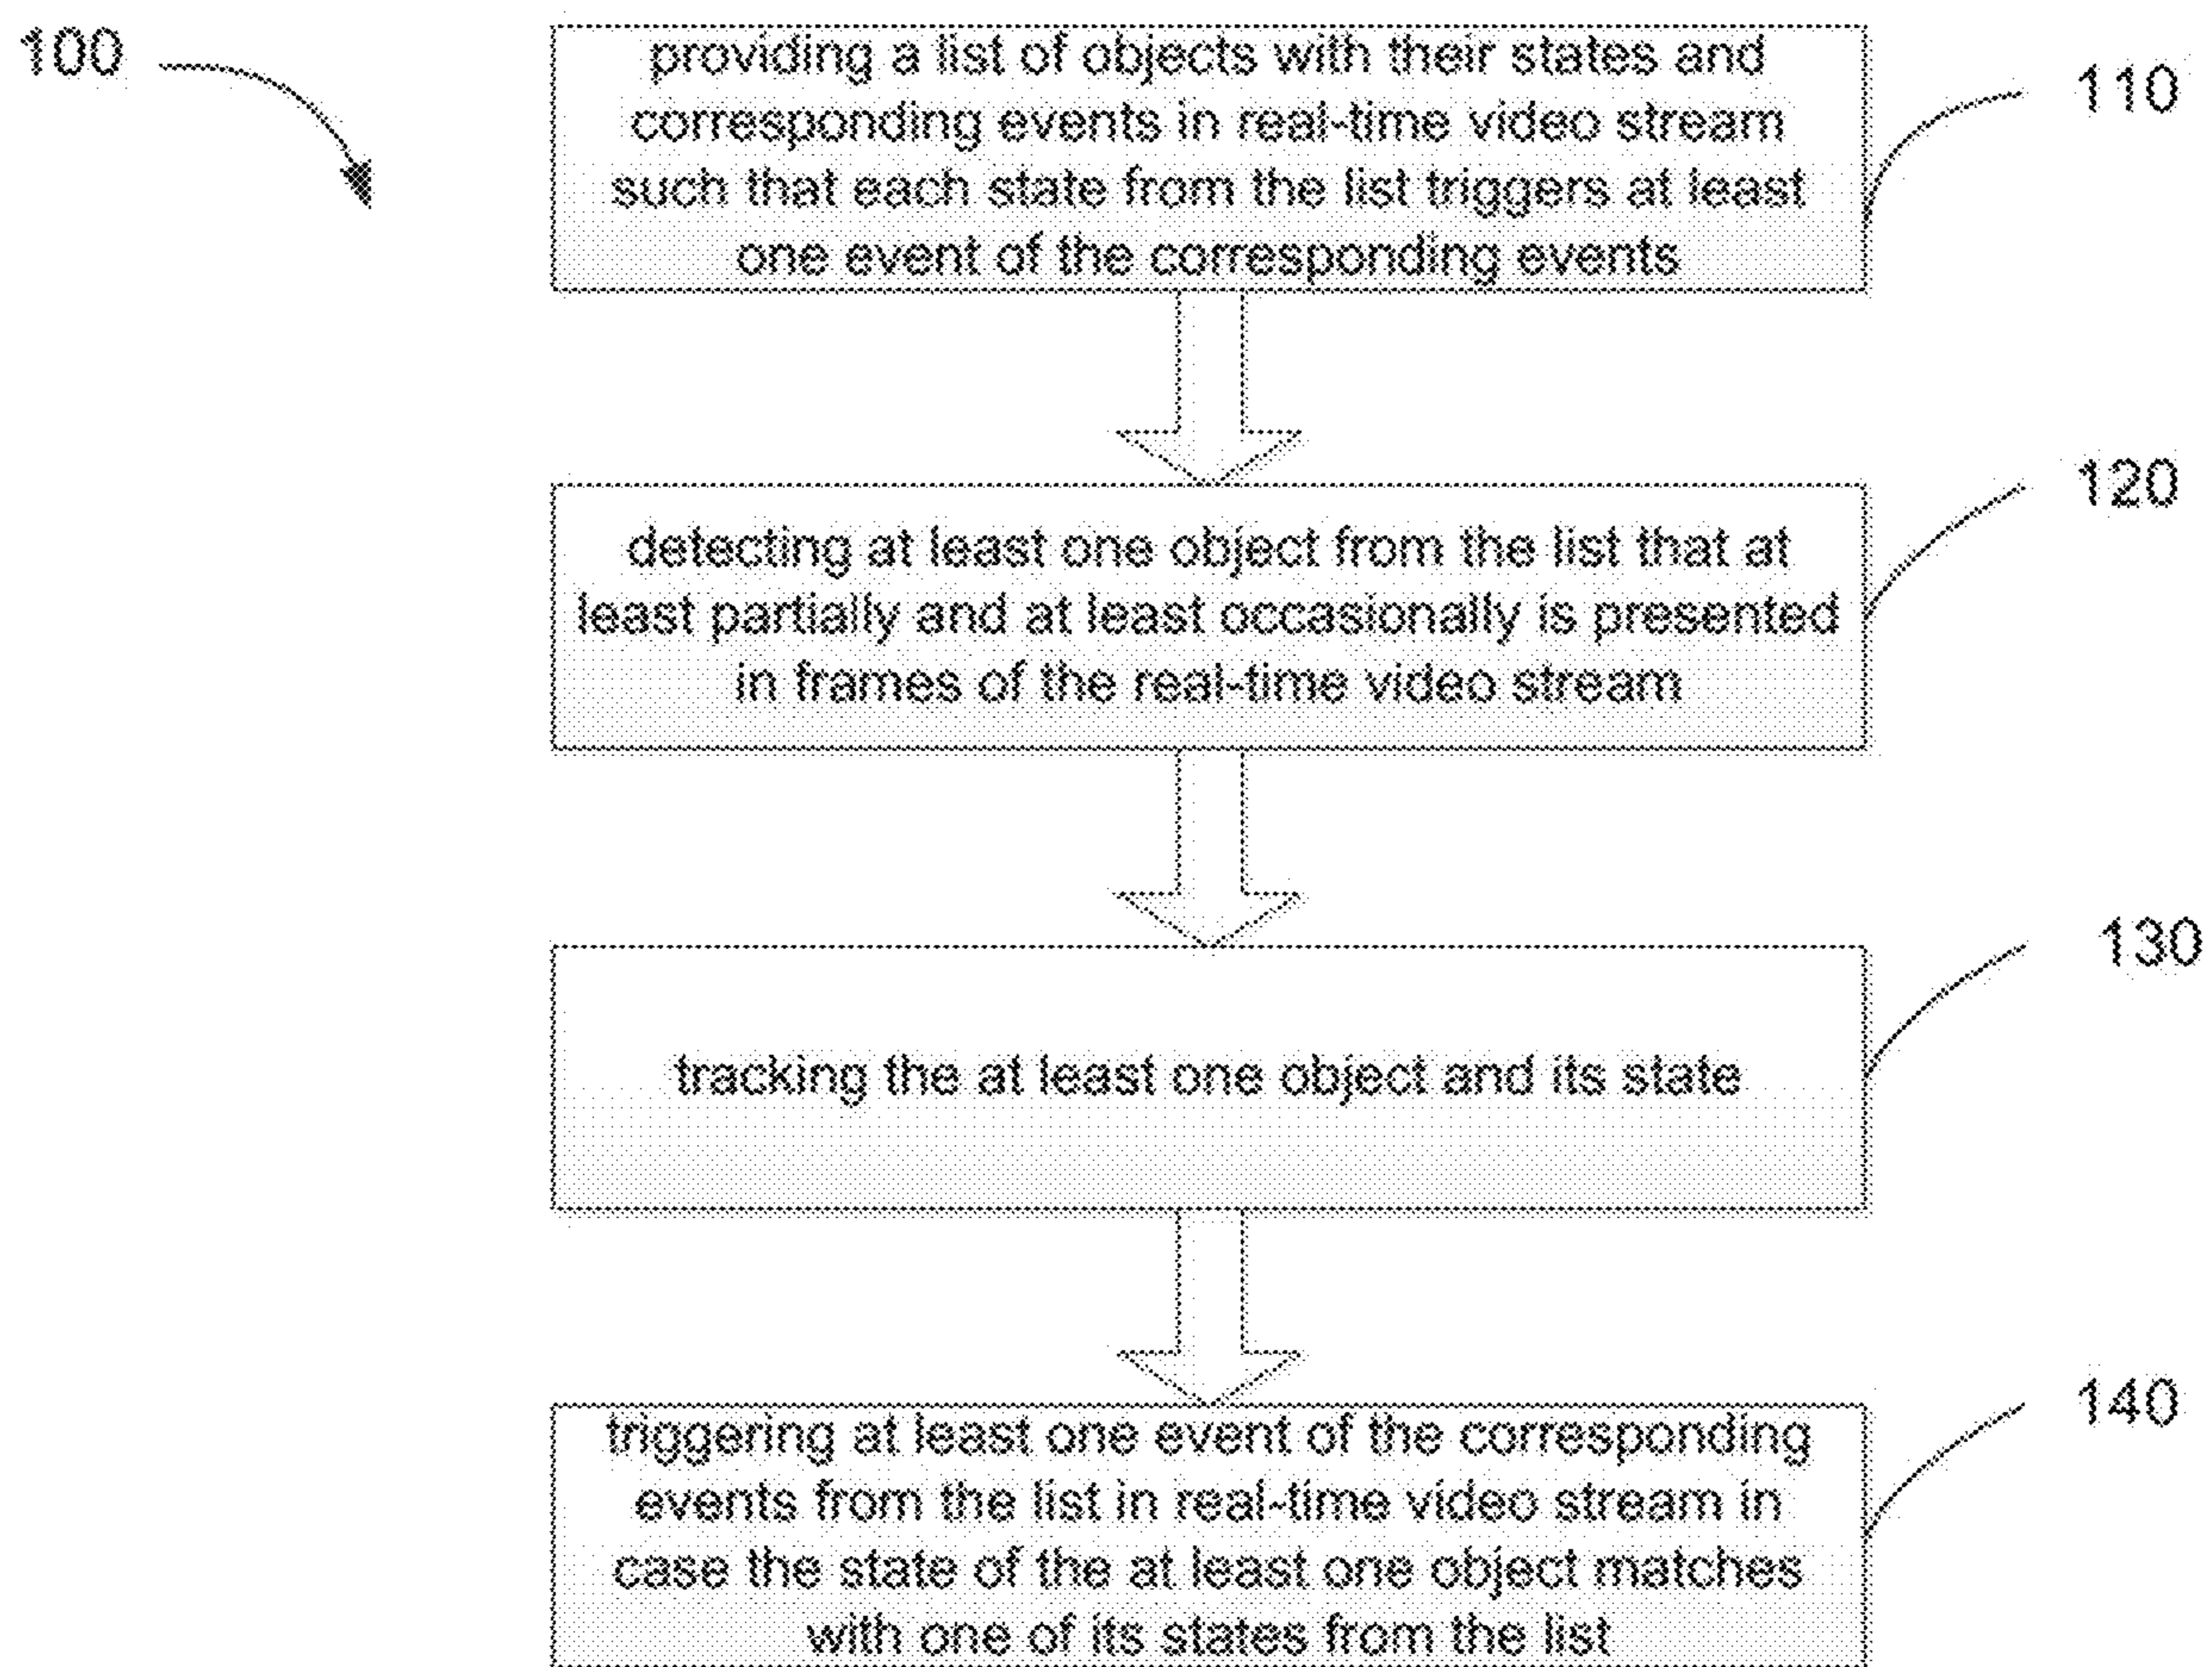 100
providing a list of objects with their states and
corresponding events in real-time video stream
such that each state from the list triggers at least
one event of the corresponding events
110
detecting at least one object from the list that at
least partially and at least occasionally is presented
in frames of the real-time video stream
120
tracking the at least one object and its state
130
triggering at least one event of the corresponding
events from the list in real-time video stream in
case the state of the at least one object matches
with one of its states from the list
140